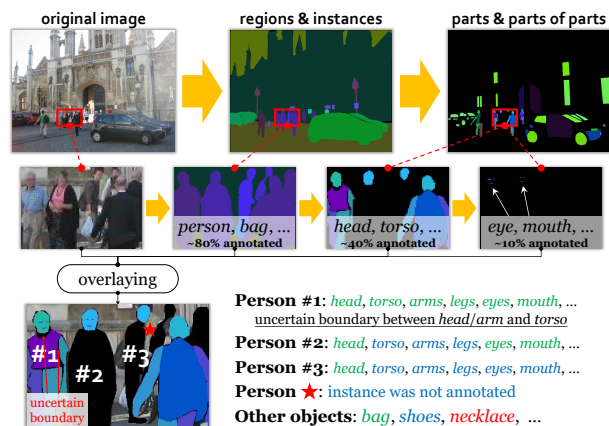 original image
regions & instances
parts & parts of parts
person, bag, ...
~80% annotated
head, torso, ...
~40% annotated
eye, mouth, ...
~10% annotated
overlaying
#1
#2
#3
uncertain
boundary
Person #1: head, torso, arms, legs, eyes, mouth, ...
uncertain boundary between head/arm and torso
Person #2: head, torso, arms, legs, eyes, mouth, ...
Person #3: head, torso, arms, legs, eyes, mouth, ...
Person ★: instance was not annotated
Other objects: bag, shoes, necklace, ...